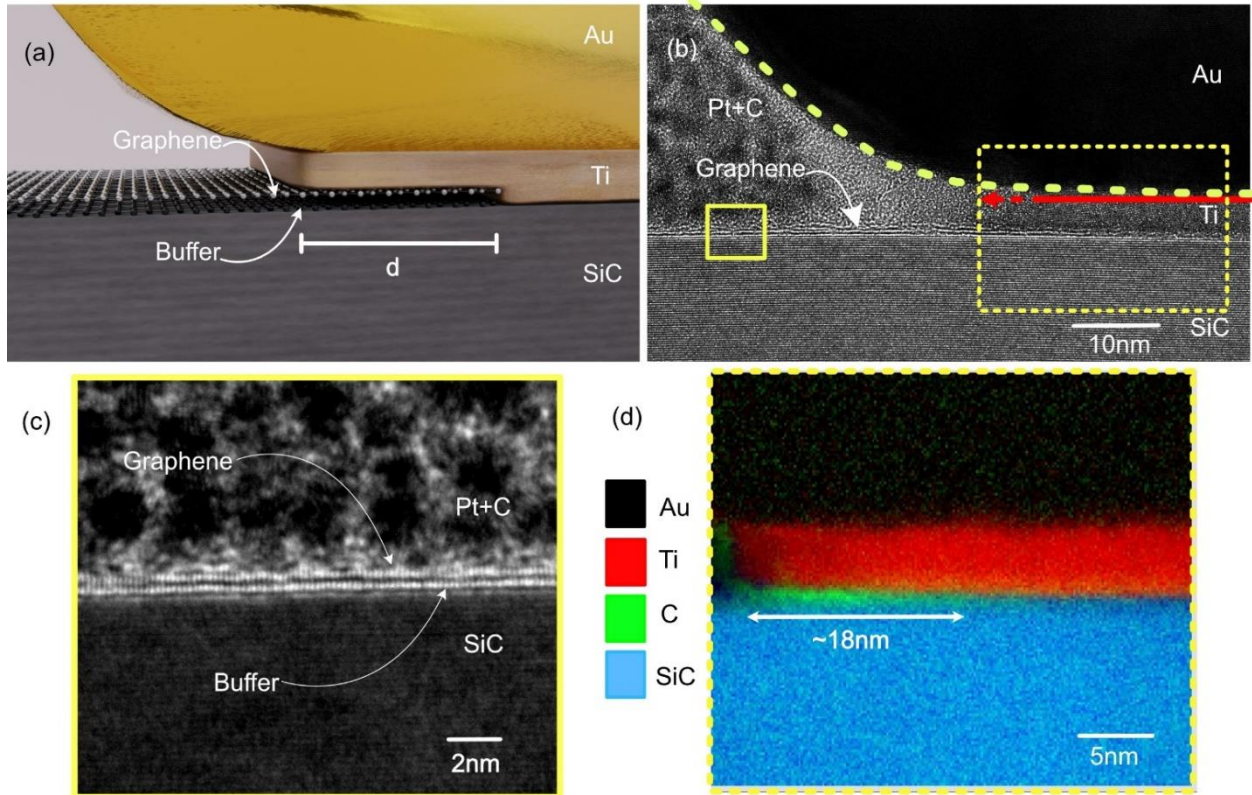 (a)
Au
Graphene
Ti
Buffer
d
SiC
(b)
Au
Pt+C
Graphene
Ti
SiC
10nm
(c)
Graphene
Pt+C
SiC
Buffer
2nm
(d)
Au
Ti
C
SiC
~18nm
5nm